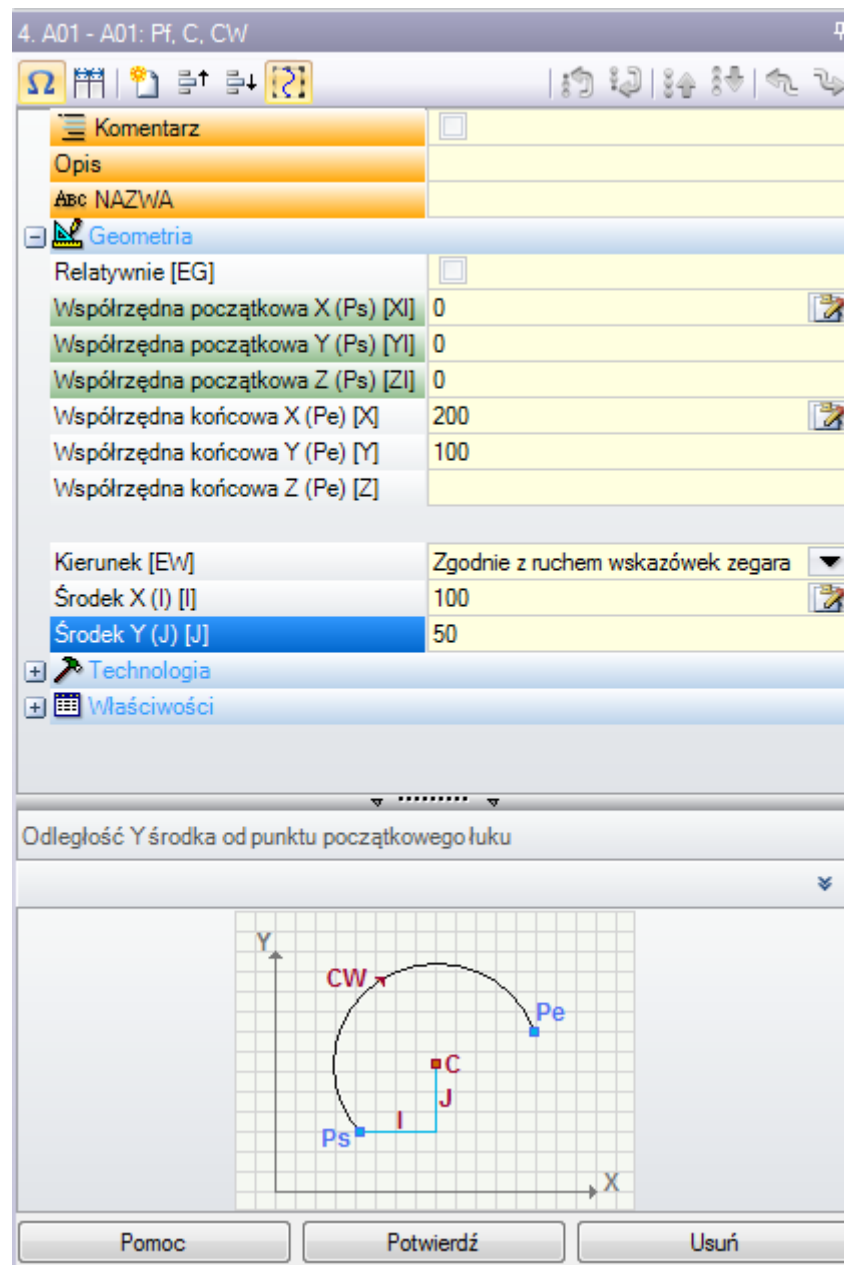 4. A01 - A01: Pf, C, CW
Ω
Komentarz
Opis
ABC NAZWA
Geometria
Relatywnie [EG]
Współrzędna początkowa X (Ps) [XI] 0
Współrzędna początkowa Y (Ps) [YI] 0
Współrzędna początkowa Z (Ps) [ZI] 0
Współrzędna końcowa X (Pe) [X] 200
Współrzędna końcowa Y (Pe) [Y] 100
Współrzędna końcowa Z (Pe) [Z]
Kierunek [EW] Zgodnie z ruchem wskazówek zegara
Środek X (I) [I] 100
Środek Y (J) [J] 50
Technologia
Właściwości
Odległość Y środka od punktu początkowego łuku
Y
CW
Pe
C
J
I
Ps
X
Pomoc Potwierdź Usuń